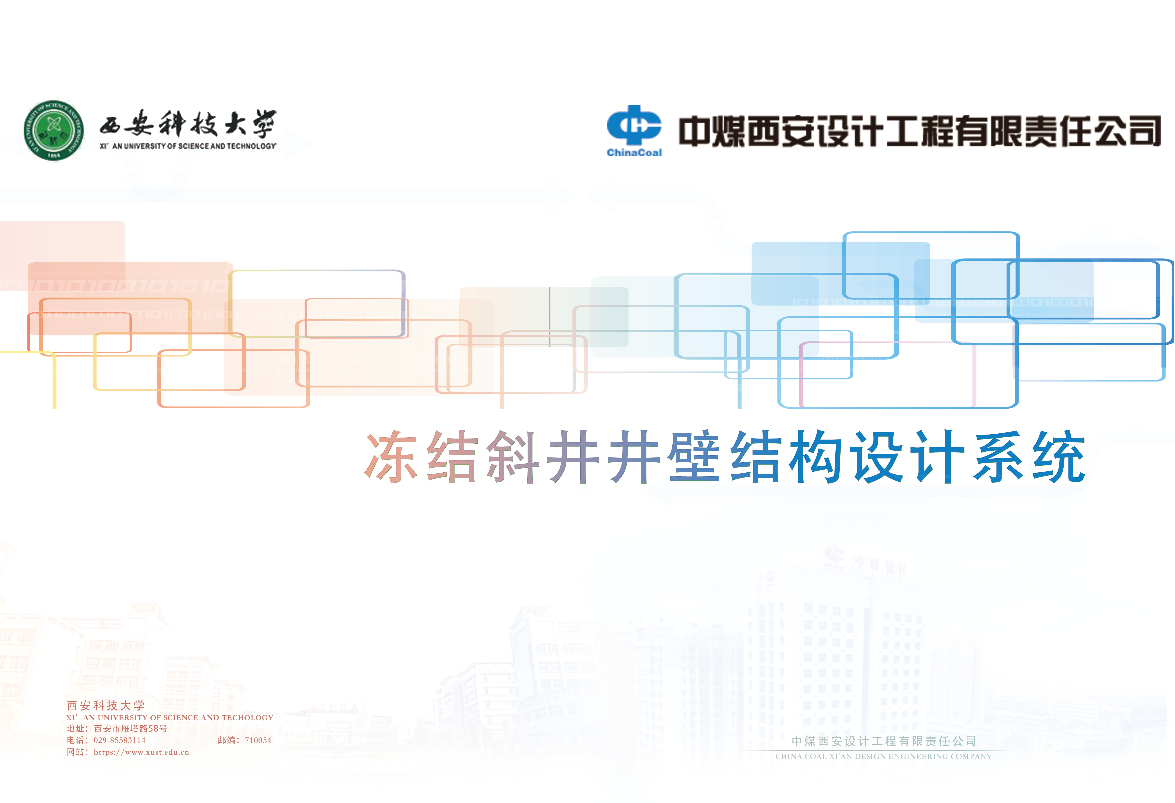 西安科技大学
XI' AN UNIVERSITY OF SCIENCE AND TECHNOLOGY
ChinaCoal
中煤西安设计工程有限责任公司
冻结斜井井壁结构设计系统
西安科技大学
XI' AN UNIVERSITY OF SCIENCE AND TECHOLOGY
地址：西安市雁塔路58号
电话：029-85583114 邮编：710054
网站：https://www.xust.edu.cn
中煤西安设计工程有限责任公司
CHINA COAL XI'AN DESIGN ENGINEERING COMPANY